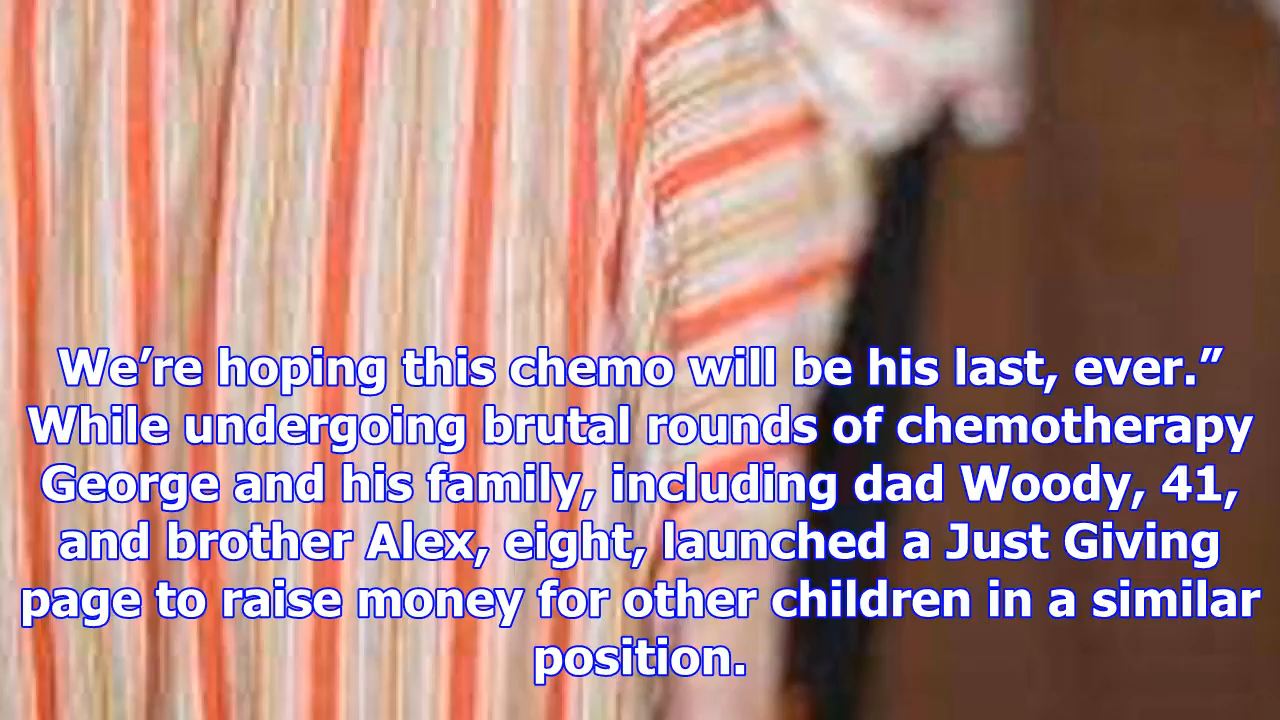 We’re hoping this chemo will be his last, ever.”
While undergoing brutal rounds of chemotherapy
George and his family, including dad Woody, 41,
and brother Alex, eight, launched a Just Giving
page to raise money for other children in a similar
position.